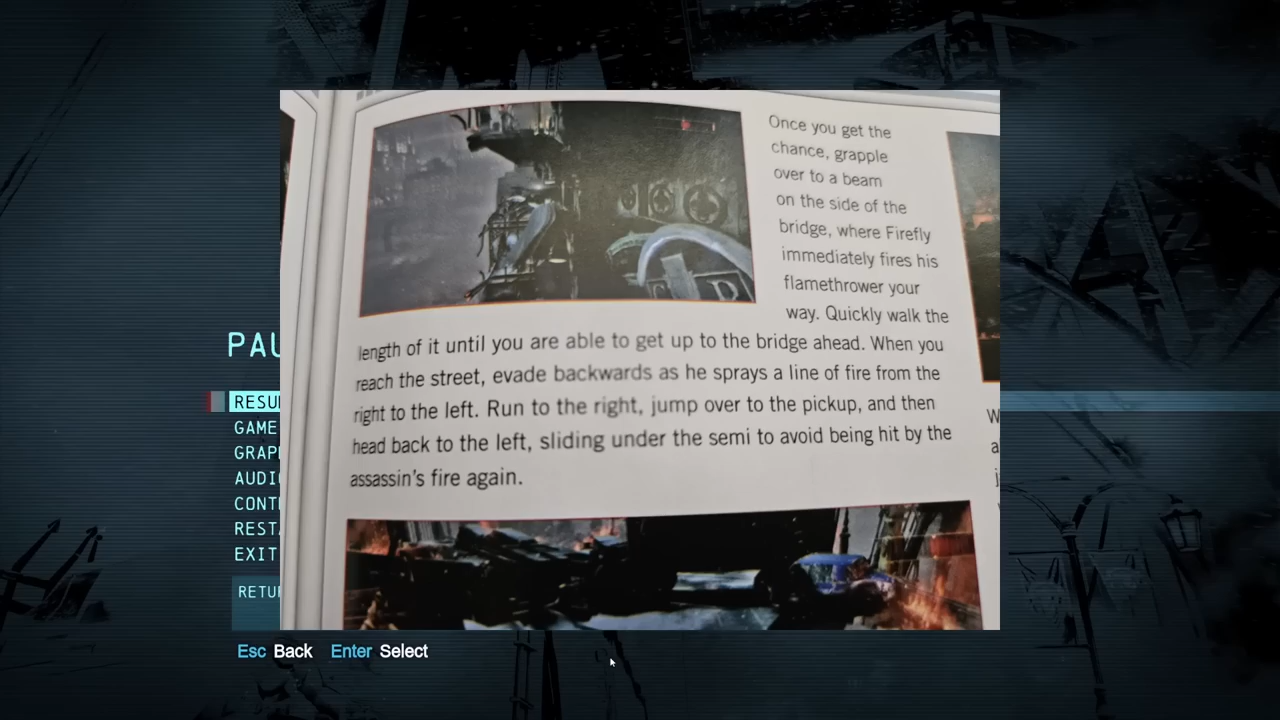 Once you get the
chance, grapple
over to a beam
on the side of the
bridge, where Firefly
immediately fires his
flamethrower your
way. Quickly walk the
length of it until you are able to get up to the bridge ahead. When you
reach the street, evade backwards as he sprays a line of fire from the
right to the left. Run to the right, jump over to the pickup, and then
head back to the left, sliding under the semi to avoid being hit by the
assassin's fire again.
PAU
RESU
GAME
GRAP
AUDI
CONT
REST
EXIT
RETU
Esc Back Enter Select